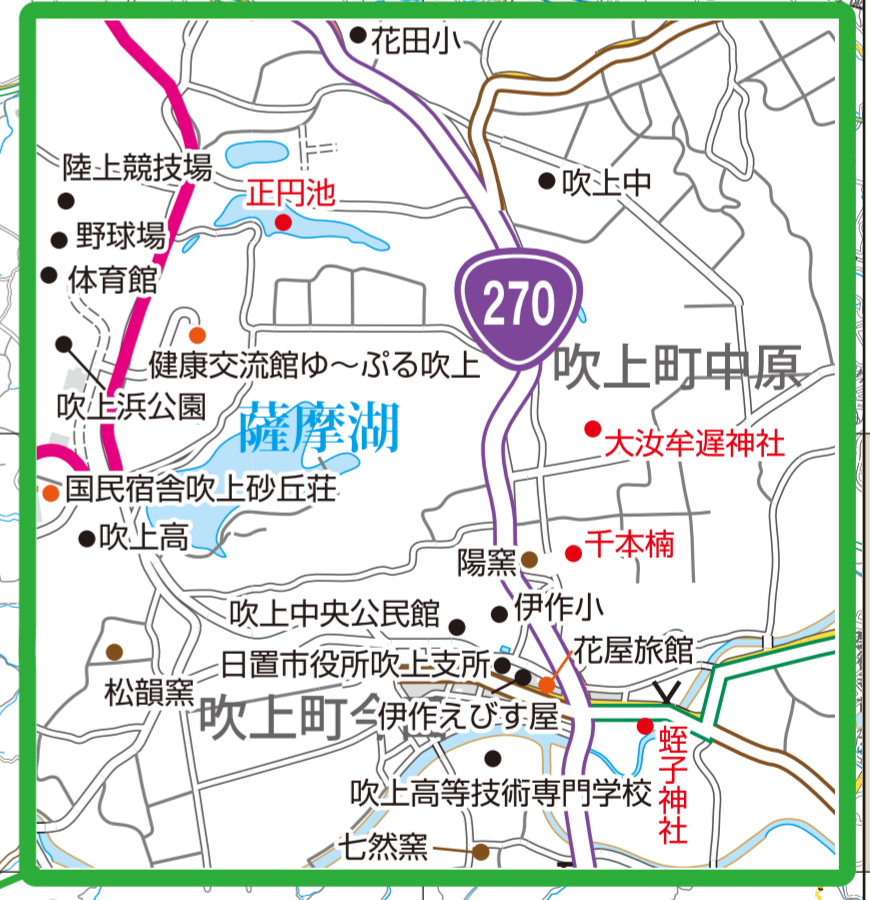 花田小
陸上競技場
正円池
吹上中
野球場
体育館
270
健康交流館ゆ～ぷる吹上
吹上町中原
吹上浜公園
薩摩湖
大汝牟遅神社
国民宿舎吹上砂丘荘
吹上高
千本楠
陽窯
吹上中央公民館
伊作小
花屋旅館
日置市役所吹上支所
松韻窯
吹上町今
伊作えびす屋
蛭子神社
吹上高等技術専門学校
七然窯